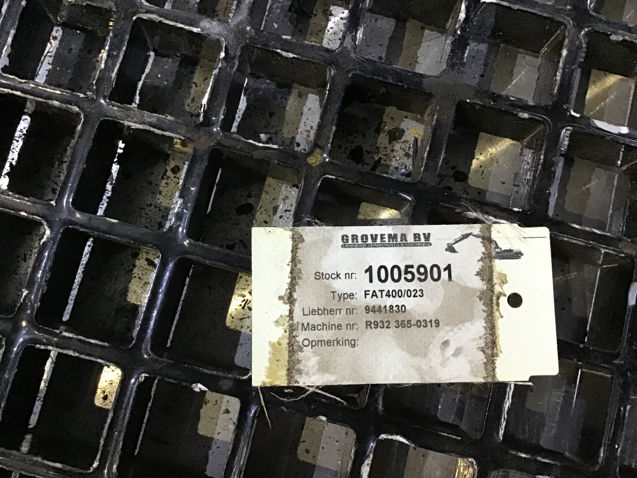 GROVEMA BV
Stock nr: 1005901
Type: FAT400/023
Liebherr nr: 9441830
Machine nr: R932 365-0319
Opmerking: